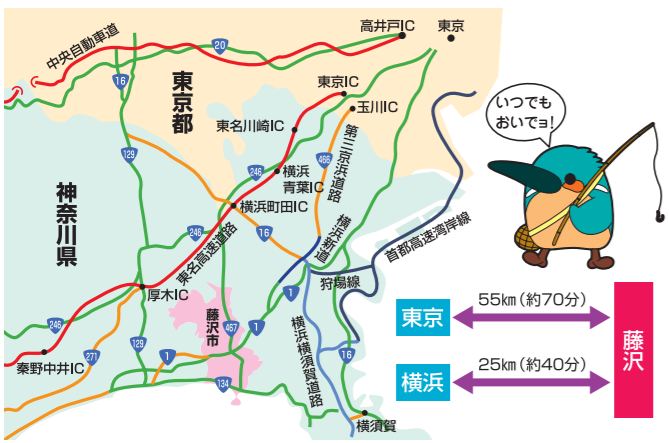 中央自動車道
20
高井戸IC
東京
16
東京都
東京IC
玉川IC
東名川崎IC
第三京浜道路
466
129
246
横浜
青葉IC
神奈川県
横浜町田IC
246
東名高速道路
16
横浜新道
首都高速湾岸線
狩場線
厚木IC
1
藤沢市
246
467
1
129
271
1
秦野中井IC
134
横浜横須賀道路
16
横須賀
いつでも
おいでョ!
東京
55km(約70分)
藤沢
横浜
25km(約40分)